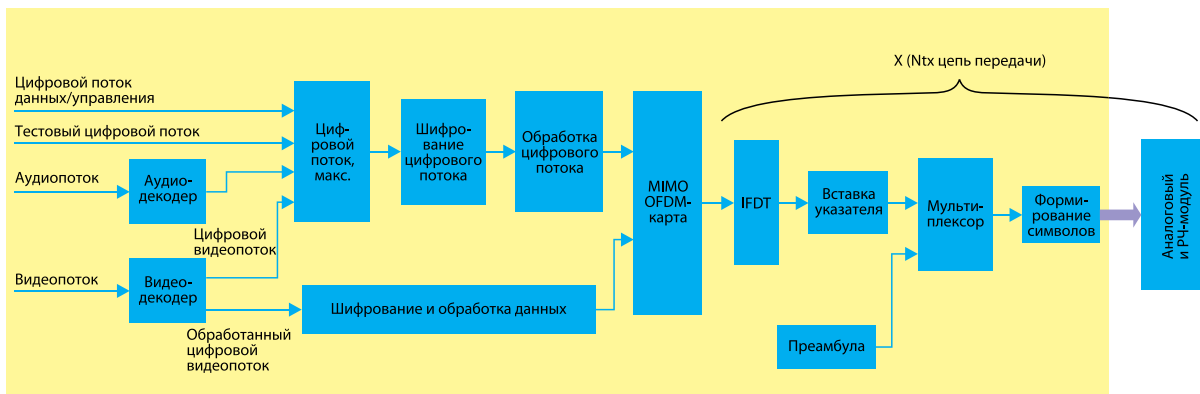 X (Ntx цепь передачи)
Цифровой поток
данных/управления
Тестовый цифровой поток
Аудиопоток
Аудио-
декодер
Видеопоток
Видео-
декодер
Цифровой
видеопоток
Обработанный
цифровой
видеопоток
Циф-
ровой
поток,
макс.
Шифро-
вание
цифрового
потока
Обработка
цифрового
потока
Шифрование и обработка данных
MIMO
OFDM-
карта
IFDT
Вставка
указателя
Преамбула
Мульти-
плексор
Форми-
рование
символов
Аналоговый
и РЧ-модуль